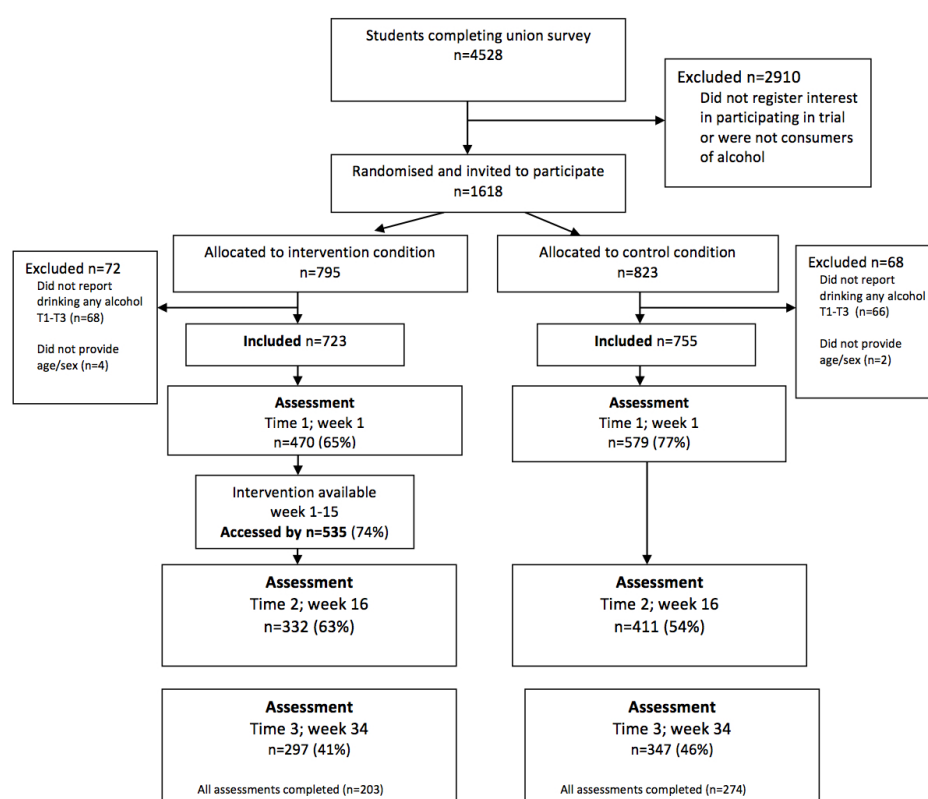 Students completing union survey
n=4528
Excluded n=2910
Did not register interest
in participating in trial
or were not consumers
of alcohol
Randomised and invited to participate
n=1618
Allocated to intervention condition
n=795
Allocated to control condition
n=823
Excluded n=72
Did not report
drinking any alcohol
T1-T3 (n=68)
Did not provide
age/sex (n=4)
Excluded n=68
Did not report
drinking any alcohol
T1-T3 (n=66)
Did not provide
age/sex (n=2)
Included n=723
Included n=755
Assessment
Time 1; week 1
n=470 (65%)
Assessment
Time 1; week 1
n=579 (77%)
Intervention available
week 1-15
Accessed by n=535 (74%)
Assessment
Time 2; week 16
n=332 (63%)
Assessment
Time 2; week 16
n=411 (54%)
Assessment
Time 3; week 34
n=297 (41%)
All assessments completed (n=203)
Assessment
Time 3; week 34
n=347 (46%)
All assessments completed (n=274)